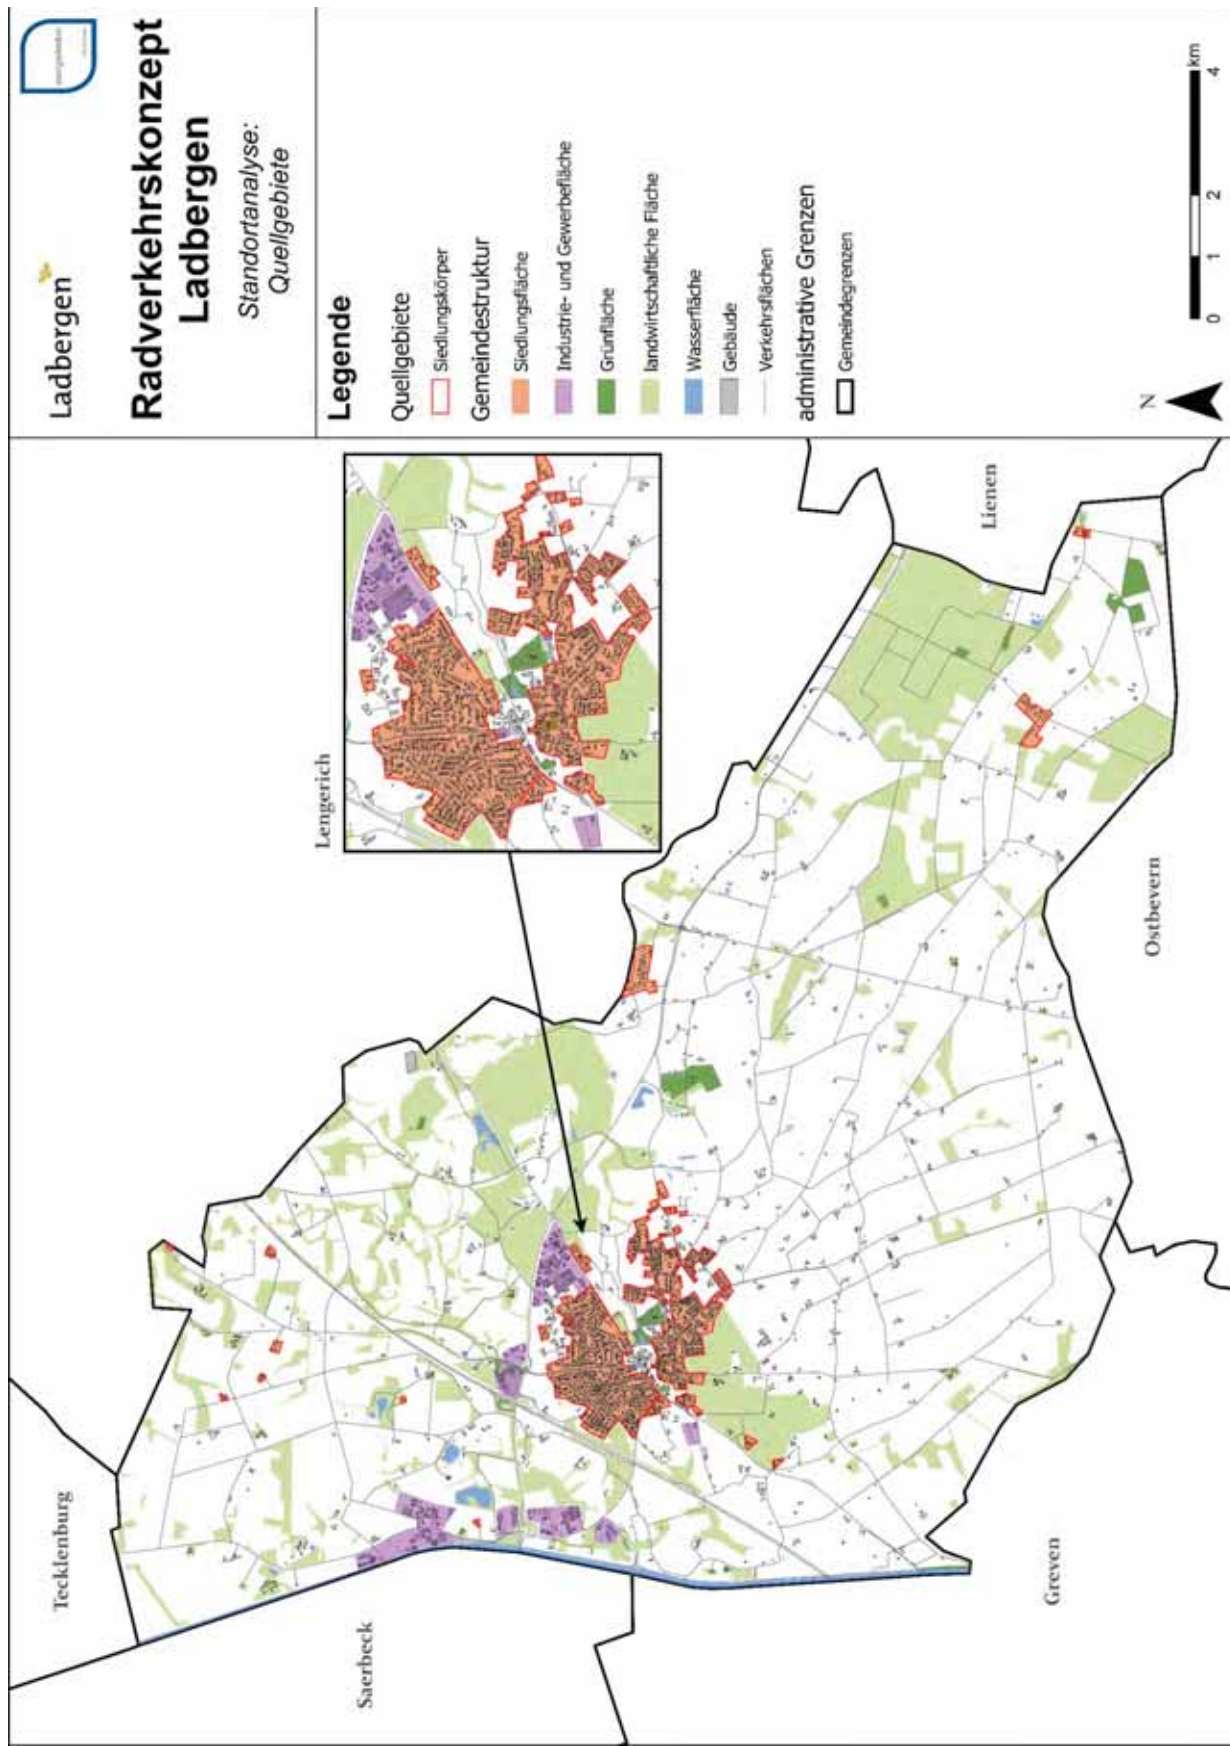 Ladbergen
Radverkehrskonzept
Ladbergen
Standortanalyse:
Quellgebiete
Legende
Quellgebiete
Siedlungskörper
Gemeindestruktur
Siedlungsfläche
Industrie- und Gewerbefläche
Grünfläche
landwirtschaftliche Fläche
Wasserfläche
Gebäude
Verkehrsflächen
administrative Grenzen
Gemeindegrenzen
N
0
1
2
4
km
Tecklenburg
Lengerich
Lienen
Saerbeck
Greven
Ostbevern